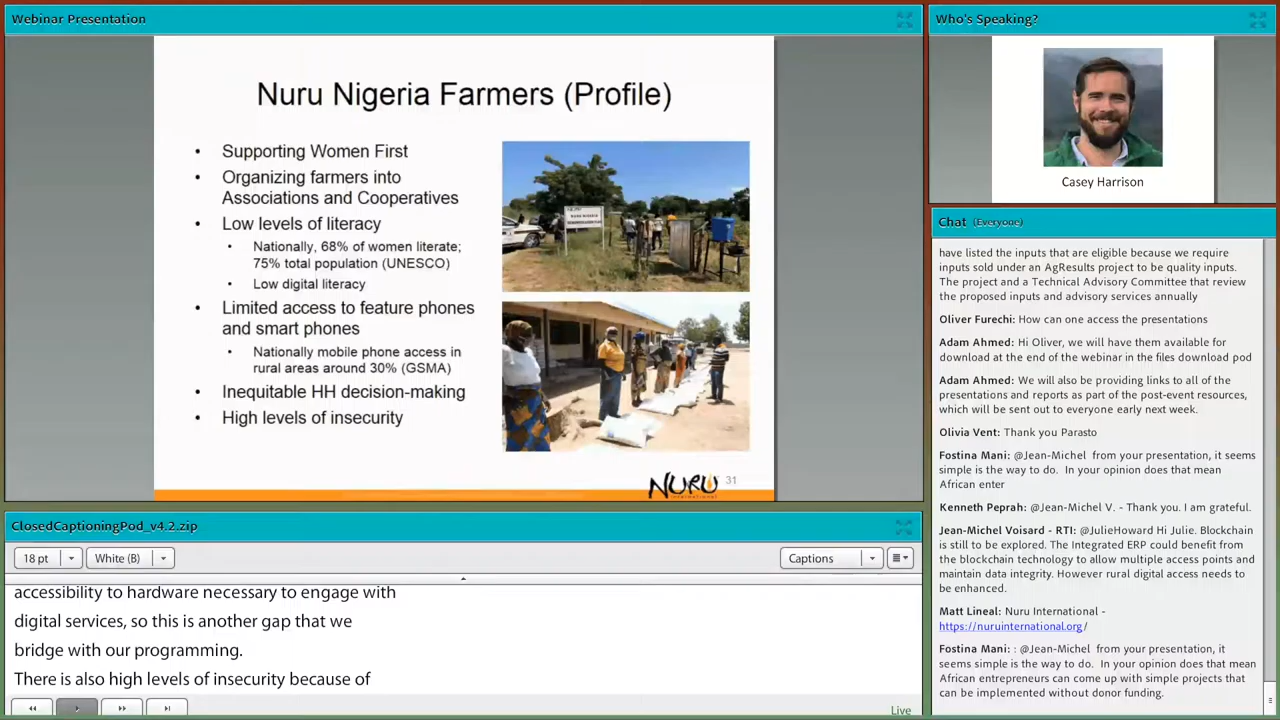 Webinar Presentation
Nuru Nigeria Farmers (Profile)
• Supporting Women First
• Organizing farmers into
Associations and Cooperatives
• Low levels of literacy
• Nationally, 68% of women literate;
75% total population (UNESCO)
• Low digital literacy
• Limited access to feature phones
and smart phones
• Nationally mobile phone access in
rural areas around 30% (GSMA)
• Inequitable HH decision-making
• High levels of insecurity
NURU
international
31
Who's Speaking?
Casey Harrison
Chat (Everyone)
have listed the inputs that are eligible because we require
inputs sold under an AgResults project to be quality inputs.
The project and a Technical Advisory Committee that review
the proposed inputs and advisory services annually
Oliver Furechi: How can one access the presentations
Adam Ahmed: Hi Oliver, we will have them available for
download at the end of the webinar in the files download pod
Adam Ahmed: We will also be providing links to all of the
presentations and reports as part of the post-event resources,
which will be sent out to everyone early next week.
Olivia Vent: Thank you Parasto
Fostina Mani: @Jean-Michel from your presentation, it seems
simple is the way to do. In your opinion does that mean
African enter
Kenneth Peprah: @Jean-Michel V. - Thank you. I am grateful.
Jean-Michel Voisard - RTI: @JulieHoward Hi Julie. Blockchain
is still to be explored. The Integrated ERP could benefit from
the blockchain technology to allow multiple access points and
maintain data integrity. However rural digital access needs to
be enhanced.
Matt Lineal: Nuru International -
https://nuruinternational.org/
Fostina Mani: : @Jean-Michel from your presentation, it
seems simple is the way to do. In your opinion does that mean
African entrepreneurs can come up with simple projects that
can be implemented without donor funding.
ClosedCaptioningPod_v4.2.zip
18 pt
White (B)
Captions
accessibility to hardware necessary to engage with
digital services, so this is another gap that we
bridge with our programming.
There is also high levels of insecurity because of
Live